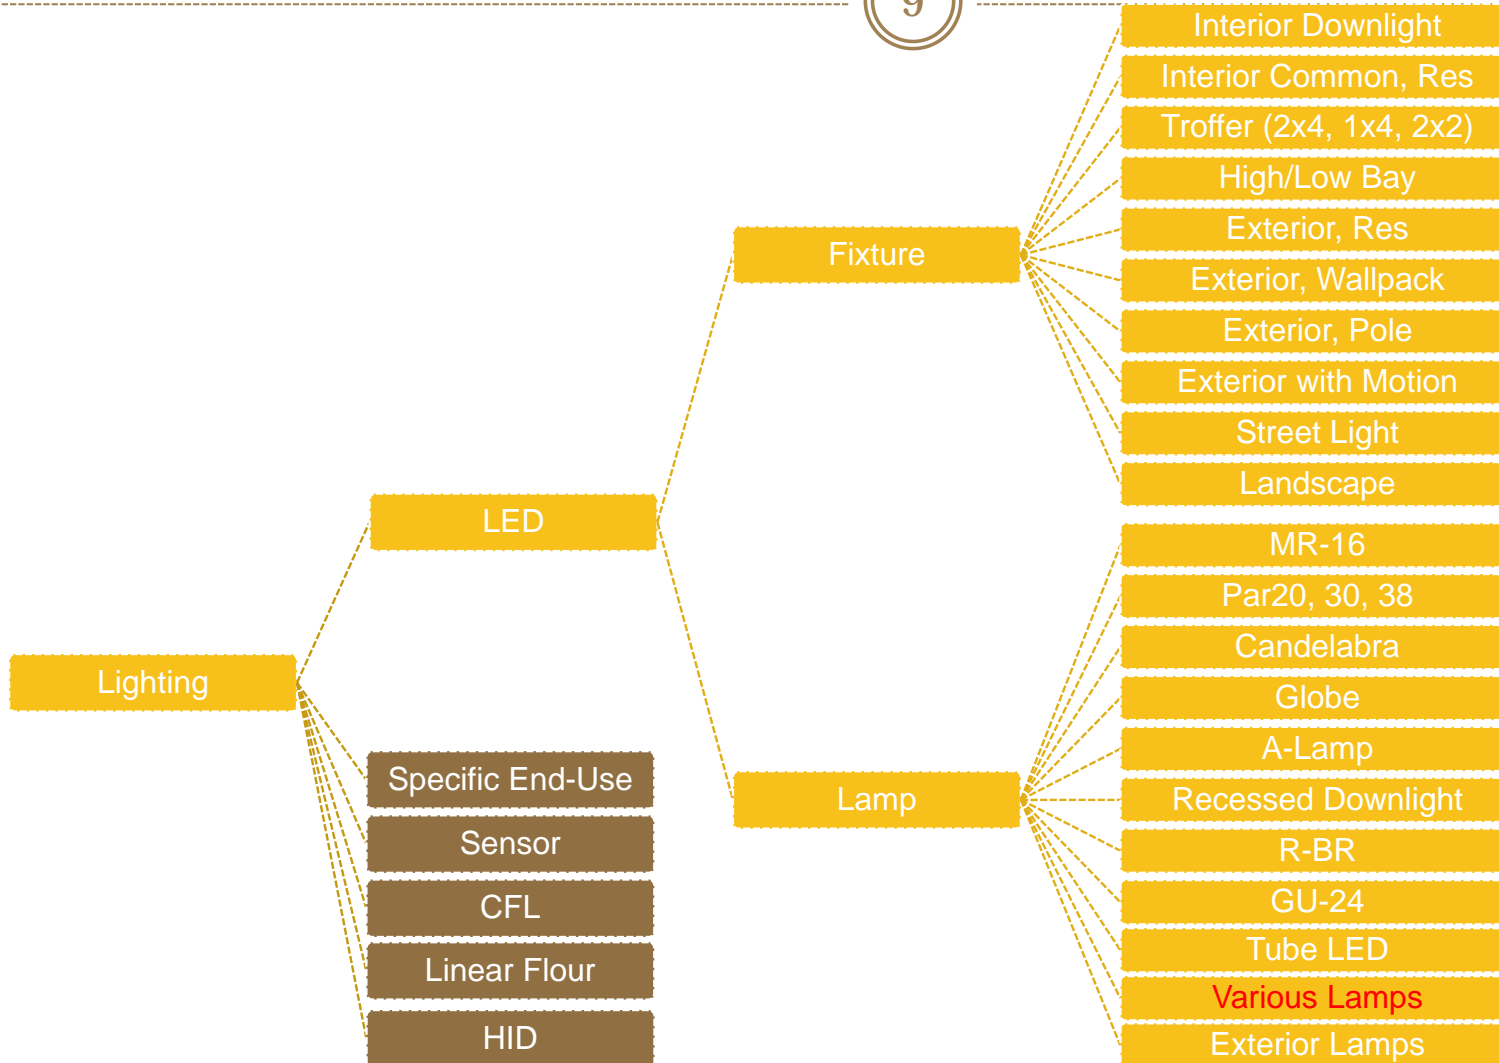 9
Interior Downlight
Interior Common, Res
Troffer (2x4, 1x4, 2x2)
High/Low Bay
Exterior, Res
Exterior, Wallpack
Exterior, Pole
Exterior with Motion
Street Light
Landscape
Fixture
LED
MR-16
Par20, 30, 38
Candelabra
Globe
A-Lamp
Recessed Downlight
R-BR
GU-24
Tube LED
Various Lamps
Exterior Lamps
Lamp
Lighting
Specific End-Use
Sensor
CFL
Linear Flour
HID